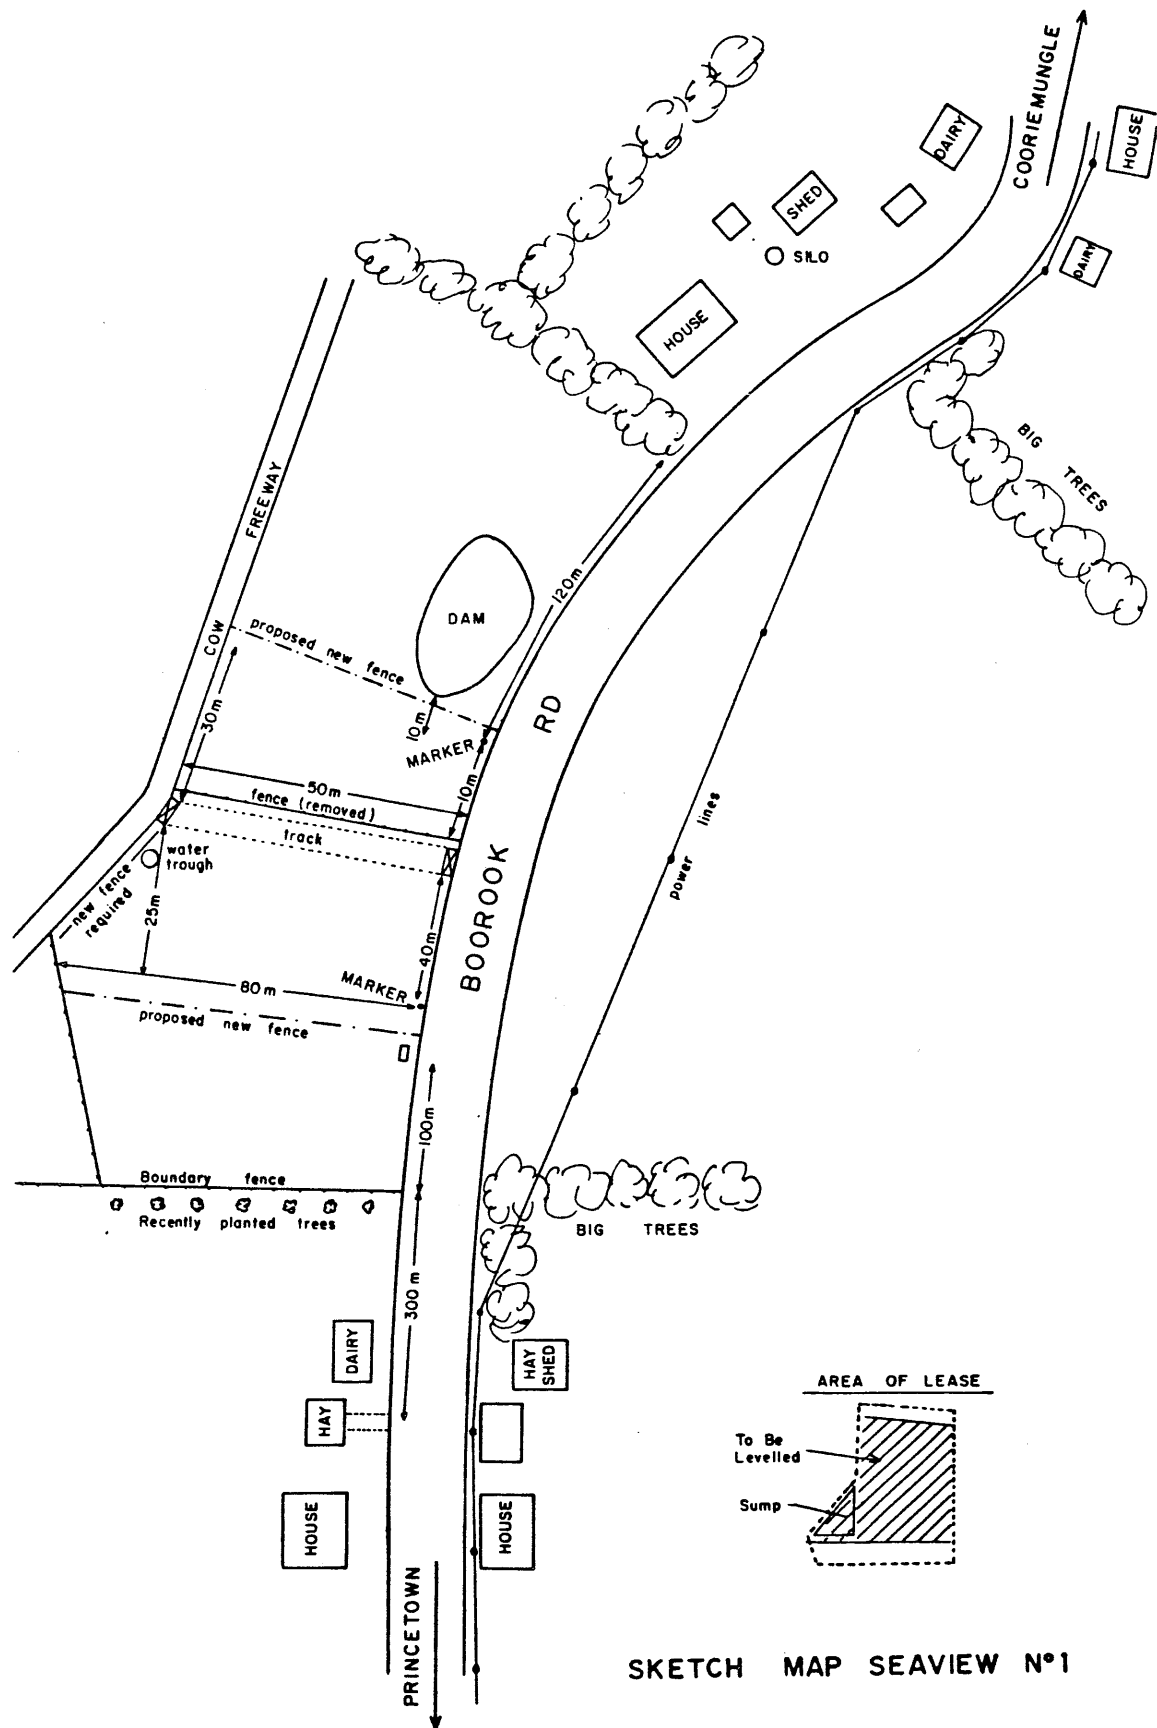 COORIEMUNGLE
HOUSE
DAIRY
SHED
SILO
DAIRY
HOUSE
BIG
TREES
FREEWAY
COW
120m
DAM
proposed new fence
30m
10m
MARKER
RD
10m
50m
fence (removed)
track
water
trough
power lines
new fence
required
25m
BOOROOK
40m
80m
MARKER
proposed new fence
100m
Boundary fence
Recently planted trees
BIG TREES
300m
DAIRY
HAY
SHED
HAY
HOUSE
HOUSE
AREA OF LEASE
To Be
Levelled
Sump
PRINCETOWN
SKETCH MAP SEAVIEW Nº1